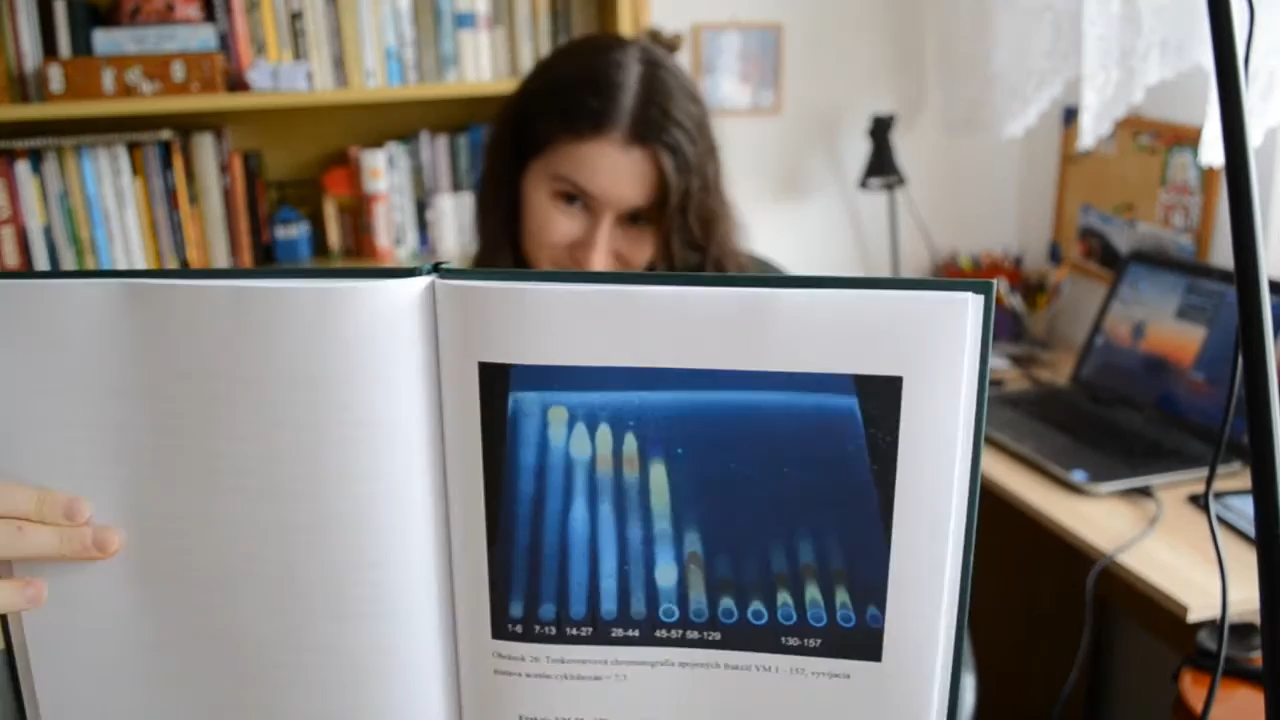 1-6 7-13 14-27 28-44 45-57 58-129 130-157
Obrázok 26: Tenkovrstvová chromatografia spojených frakcií VM 1 - 157, vyvíjacia
sústava acetón:cyklohexán = 7:3